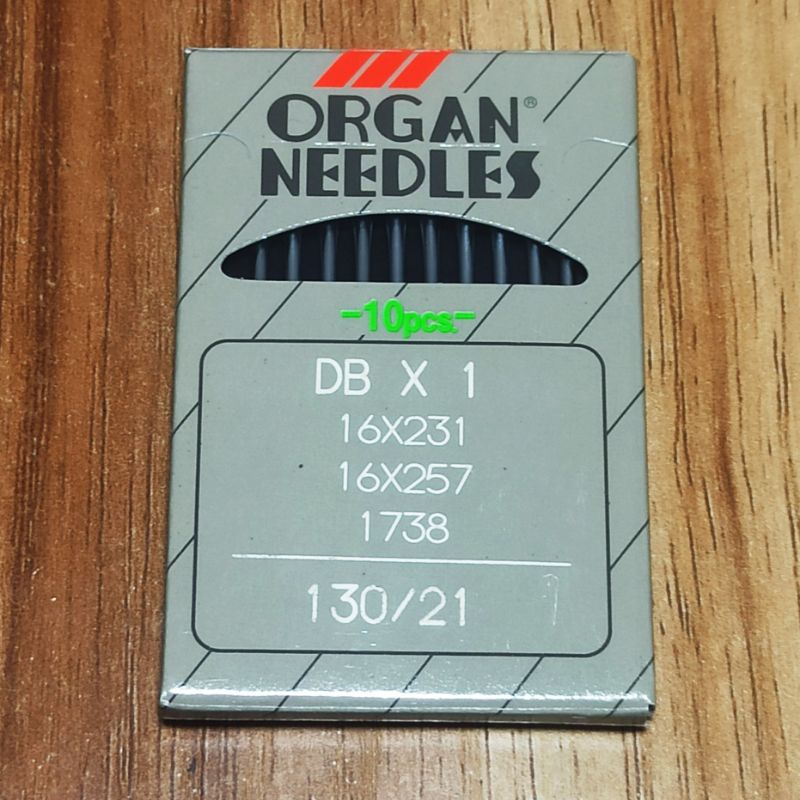 ORGAN®
NEEDLES
-10pcs.-
DB X 1
16X231
16X257
1738
130/21